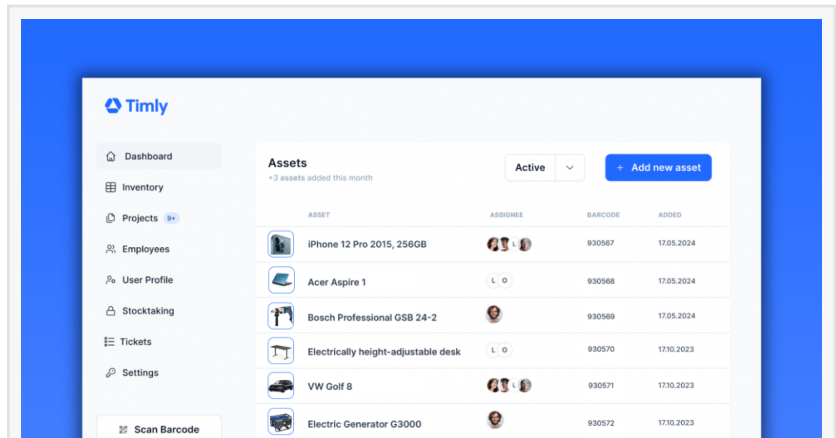 Timly
Dashboard
Inventory
Projects 9+
Employees
User Profile
Stocktaking
Tickets
Settings
Scan Barcode
Assets
+3 assets added this month
Active
+ Add new asset
ASSET ASSIGNEE BARCODE ADDED
iPhone 12 Pro 2015, 256GB L 930567 17.05.2024
Acer Aspire 1 L O 930568 17.05.2024
Bosch Professional GSB 24-2 930569 17.05.2024
Electrically height-adjustable desk L O 930570 17.10.2023
VW Golf 8 L 930571 17.10.2023
Electric Generator G3000 930572 17.10.2023